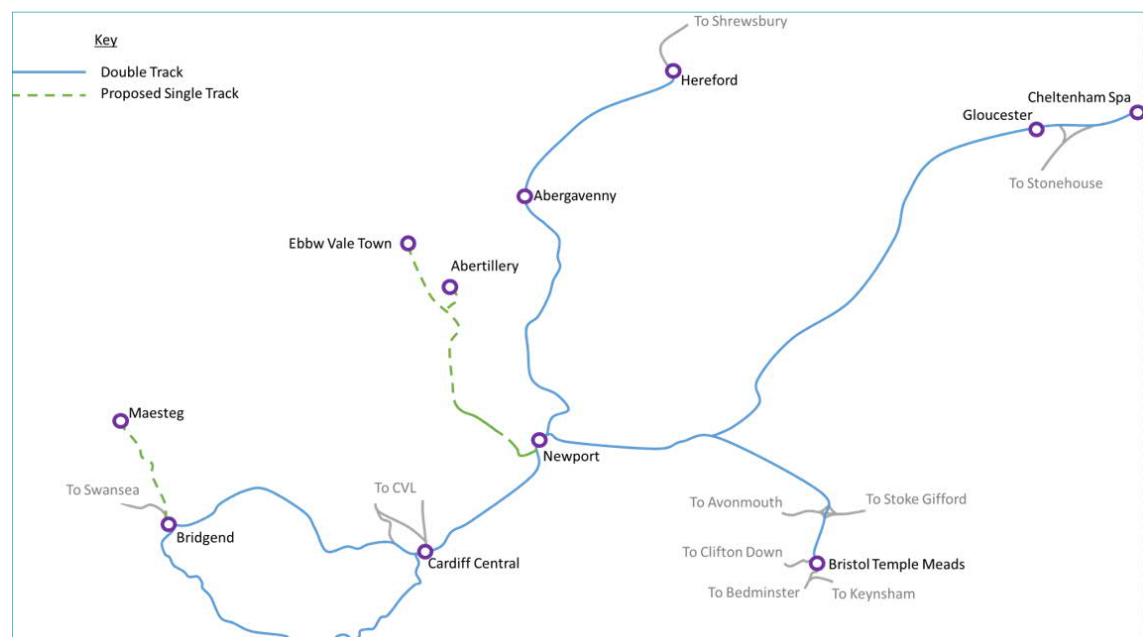 To Shrewsbury
Key
Double Track
Proposed Single Track
Hereford
Cheltenham Spa
Gloucester
To Stonehouse
Abergavenny
Ebbw Vale Town
Abertillery
Maesteg
Newport
To Swansea
To CVL
To Avonmouth
To Stoke Gifford
Bridgend
Cardiff Central
To Clifton Down
Bristol Temple Meads
To Bedminster
To Keynsham